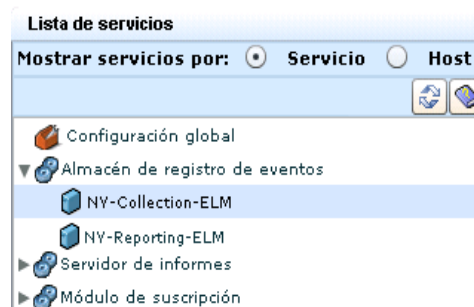 Lista de servicios
Mostrar servicios por: Servicio Host
Configuración global
Almacén de registro de eventos
NY-Collection-ELM
NY-Reporting-ELM
Servidor de informes
Módulo de suscripción